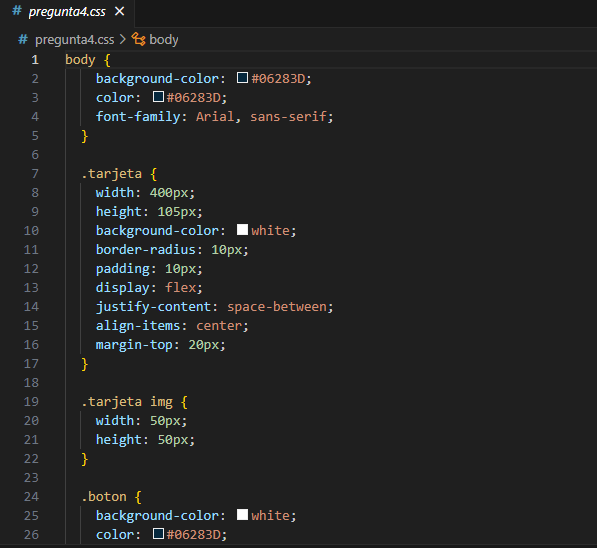 # pregunta4.css ×
# pregunta4.css > body
1 body {
2 background-color: #06283D;
3 color: #06283D;
4 font-family: Arial, sans-serif;
5 }
6
7 .tarjeta {
8 width: 400px;
9 height: 105px;
10 background-color: white;
11 border-radius: 10px;
12 padding: 10px;
13 display: flex;
14 justify-content: space-between;
15 align-items: center;
16 margin-top: 20px;
17 }
18
19 .tarjeta img {
20 width: 50px;
21 height: 50px;
22 }
23
24 .boton {
25 background-color: white;
26 color: #06283D;